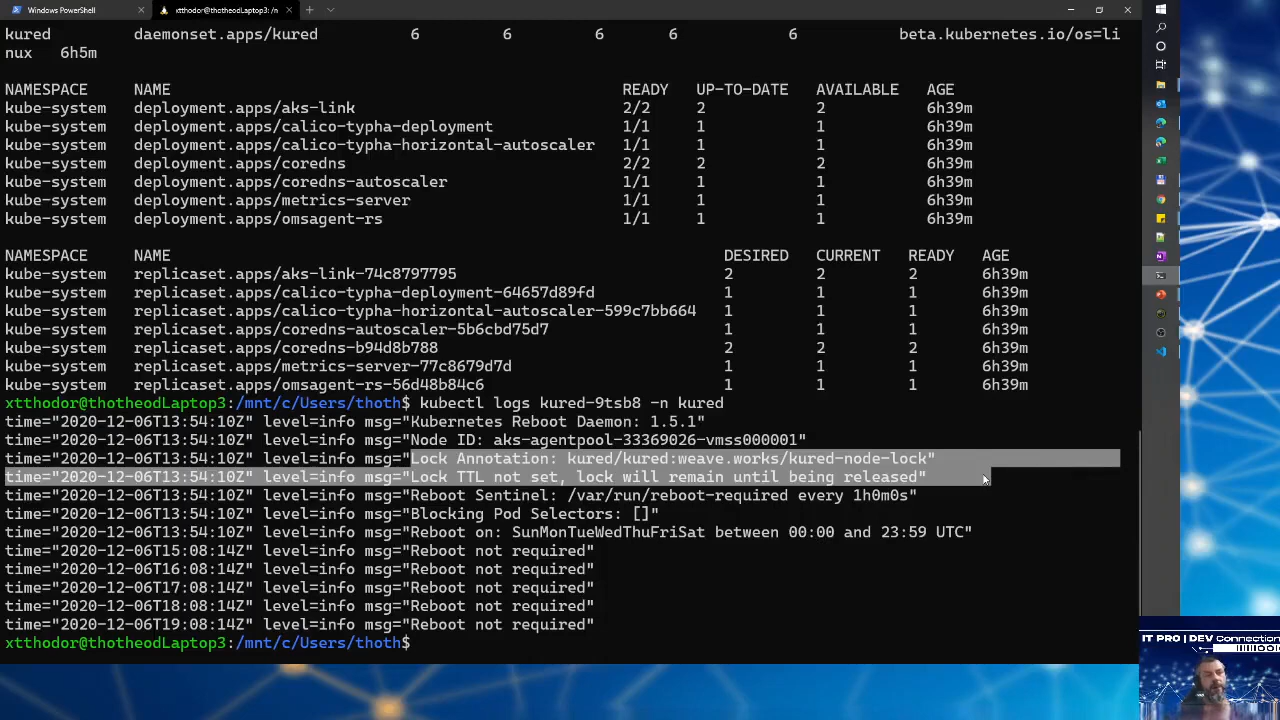 Windows PowerShell
xtthodor@thotheodLaptop3: /n
kured daemonset.apps/kured 6 6 6 6 6 beta.kubernetes.io/os=li
nux 6h5m
NAMESPACE NAME READY UP-TO-DATE AVAILABLE AGE
kube-system deployment.apps/aks-link 2/2 2 2 6h39m
kube-system deployment.apps/calico-typha-deployment 1/1 1 1 6h39m
kube-system deployment.apps/calico-typha-horizontal-autoscaler 1/1 1 1 6h39m
kube-system deployment.apps/coredns 2/2 2 2 6h39m
kube-system deployment.apps/coredns-autoscaler 1/1 1 1 6h39m
kube-system deployment.apps/metrics-server 1/1 1 1 6h39m
kube-system deployment.apps/omsagent-rs 1/1 1 1 6h39m
NAMESPACE NAME DESIRED CURRENT READY AGE
kube-system replicaset.apps/aks-link-74c8797795 2 2 2 6h39m
kube-system replicaset.apps/calico-typha-deployment-64657d89fd 1 1 1 6h39m
kube-system replicaset.apps/calico-typha-horizontal-autoscaler-599c7bb664 1 1 1 6h39m
kube-system replicaset.apps/coredns-autoscaler-5b6cbd75d7 1 1 1 6h39m
kube-system replicaset.apps/coredns-b94d8b788 2 2 2 6h39m
kube-system replicaset.apps/metrics-server-77c8679d7d 1 1 1 6h39m
kube-system replicaset.apps/omsagent-rs-56d48b84c6 1 1 1 6h39m
xtthodor@thotheodLaptop3:/mnt/c/Users/thoth$ kubectl logs kured-9tsb8 -n kured
time="2020-12-06T13:54:10Z" level=info msg="Kubernetes Reboot Daemon: 1.5.1"
time="2020-12-06T13:54:10Z" level=info msg="Node ID: aks-agentpool-33369026-vmss000001"
time="2020-12-06T13:54:10Z" level=info msg="Lock Annotation: kured/kured:weave.works/kured-node-lock"
time="2020-12-06T13:54:10Z" level=info msg="Lock TTL not set, lock will remain until being released"
time="2020-12-06T13:54:10Z" level=info msg="Reboot Sentinel: /var/run/reboot-required every 1h0m0s"
time="2020-12-06T13:54:10Z" level=info msg="Blocking Pod Selectors: []"
time="2020-12-06T13:54:10Z" level=info msg="Reboot on: SunMonTueWedThuFriSat between 00:00 and 23:59 UTC"
time="2020-12-06T15:08:14Z" level=info msg="Reboot not required"
time="2020-12-06T16:08:14Z" level=info msg="Reboot not required"
time="2020-12-06T17:08:14Z" level=info msg="Reboot not required"
time="2020-12-06T18:08:14Z" level=info msg="Reboot not required"
time="2020-12-06T19:08:14Z" level=info msg="Reboot not required"
xtthodor@thotheodLaptop3:/mnt/c/Users/thoth$
IT PRO | DEV Connection